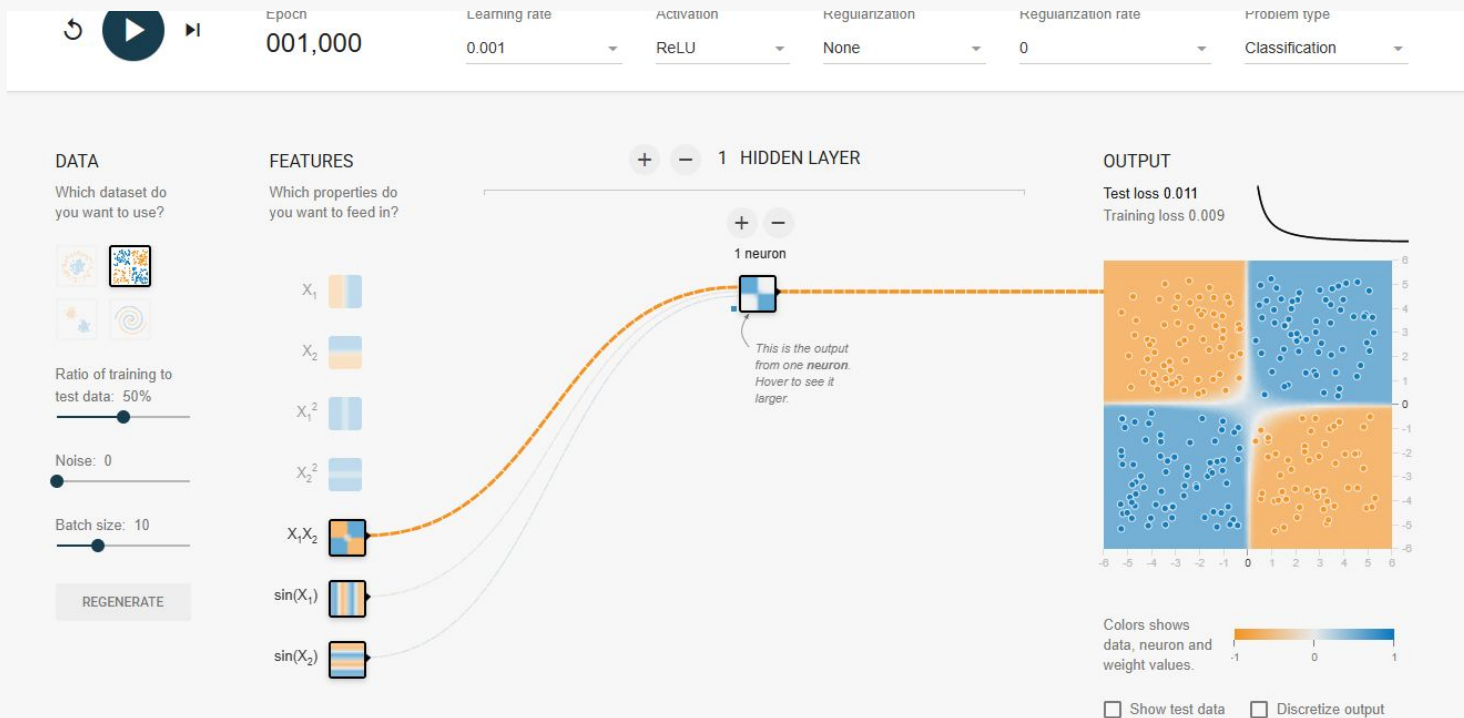 Epoch
Learning rate
Activation
Regularization
Regularization rate
Problem type
001,000
0.001
ReLU
None
0
Classification
DATA
Which dataset do
you want to use?
Ratio of training to
test data: 50%
Noise: 0
Batch size: 10
REGENERATE
FEATURES
Which properties do
you want to feed in?
X₁
X₂
X₁²
X₂²
X₁X₂
sin(X₁)
sin(X₂)
+ − 1 HIDDEN LAYER
+ −
1 neuron
This is the output
from one neuron.
Hover to see it
larger.
OUTPUT
Test loss 0.011
Training loss 0.009
6
5
4
3
2
1
0
-1
-2
-3
-4
-5
-6
-6 -5 -4 -3 -2 -1 0 1 2 3 4 5 6
Colors shows
data, neuron and
weight values.
-1 0 1
Show test data
Discretize output